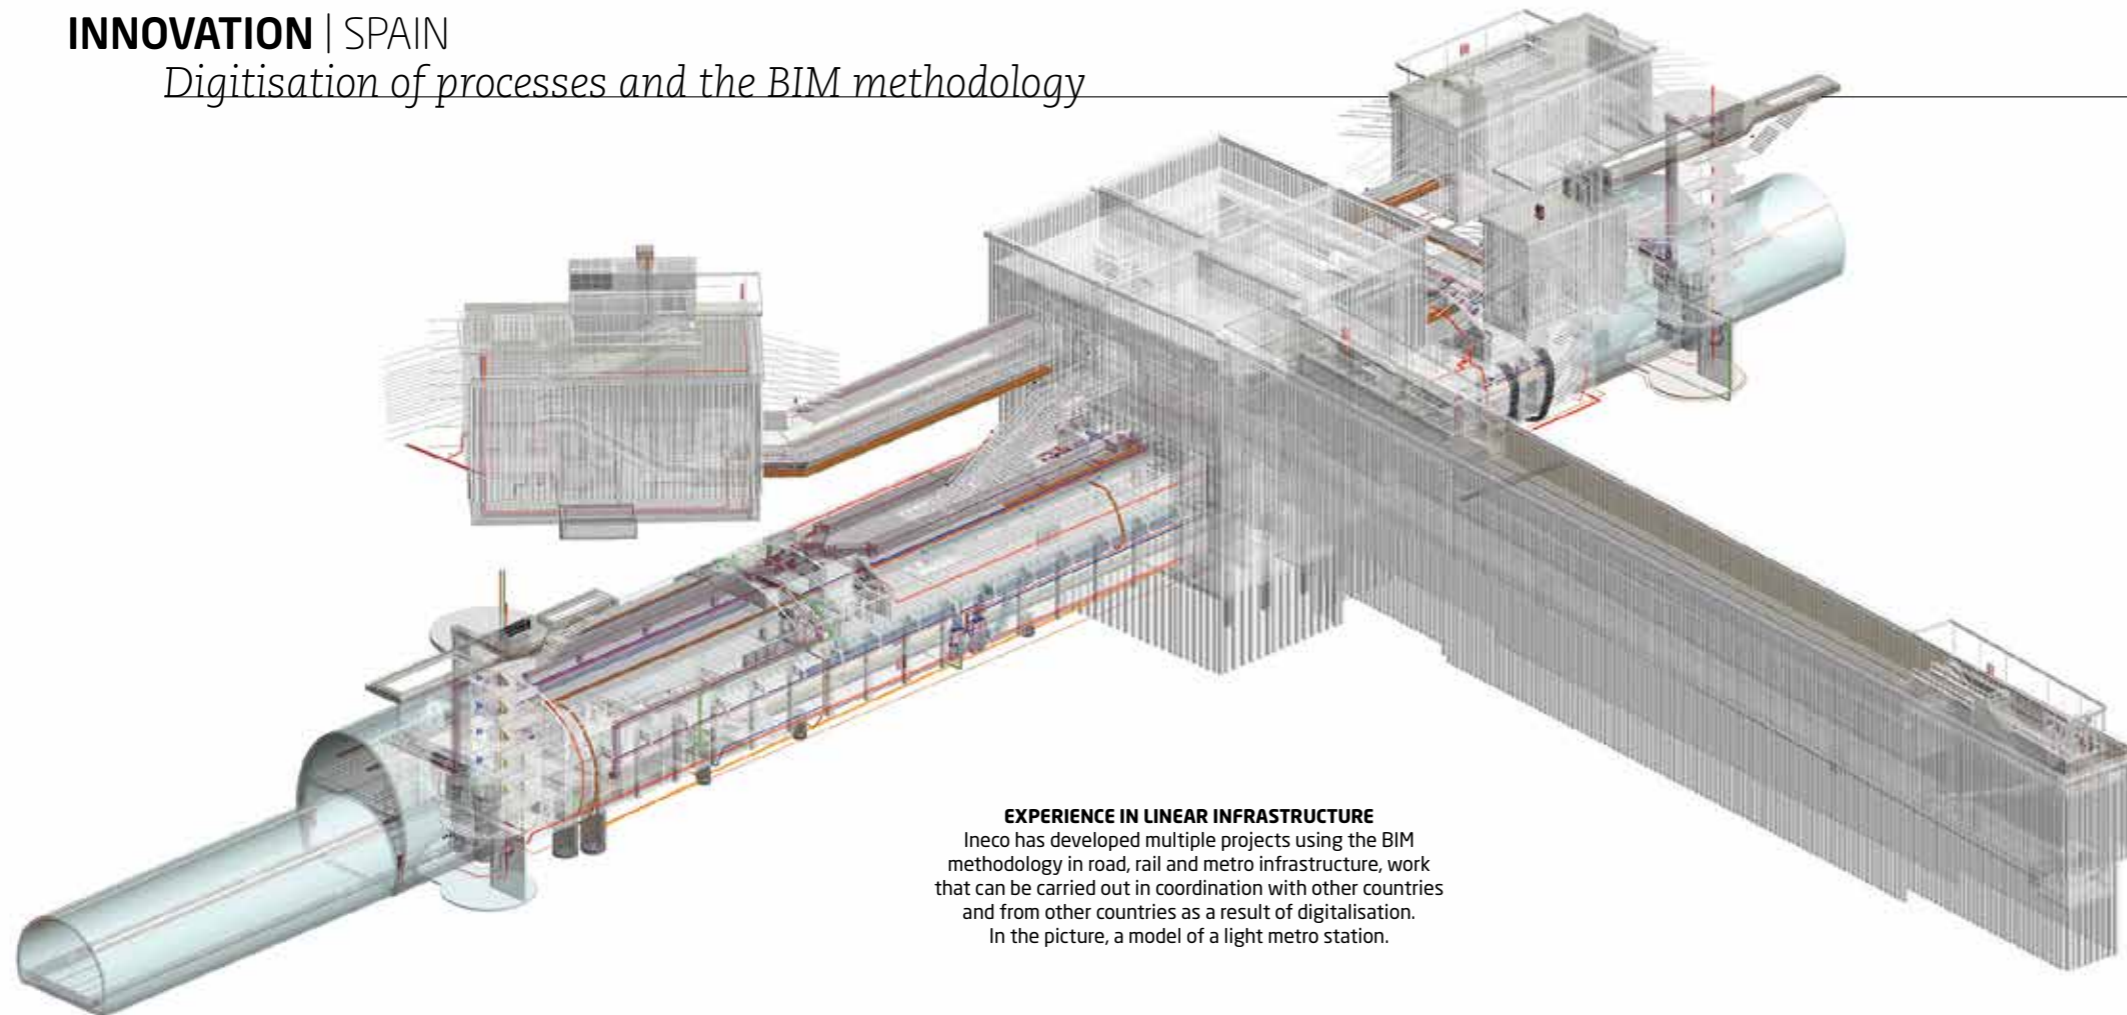 INNOVATION | SPAIN
Digitisation of processes and the BIM methodology
EXPERIENCE IN LINEAR INFRASTRUCTURE
Ineco has developed multiple projects using the BIM
methodology in road, rail and metro infrastructure, work
that can be carried out in coordination with other countries
and from other countries as a result of digitalisation.
In the picture, a model of a light metro station.